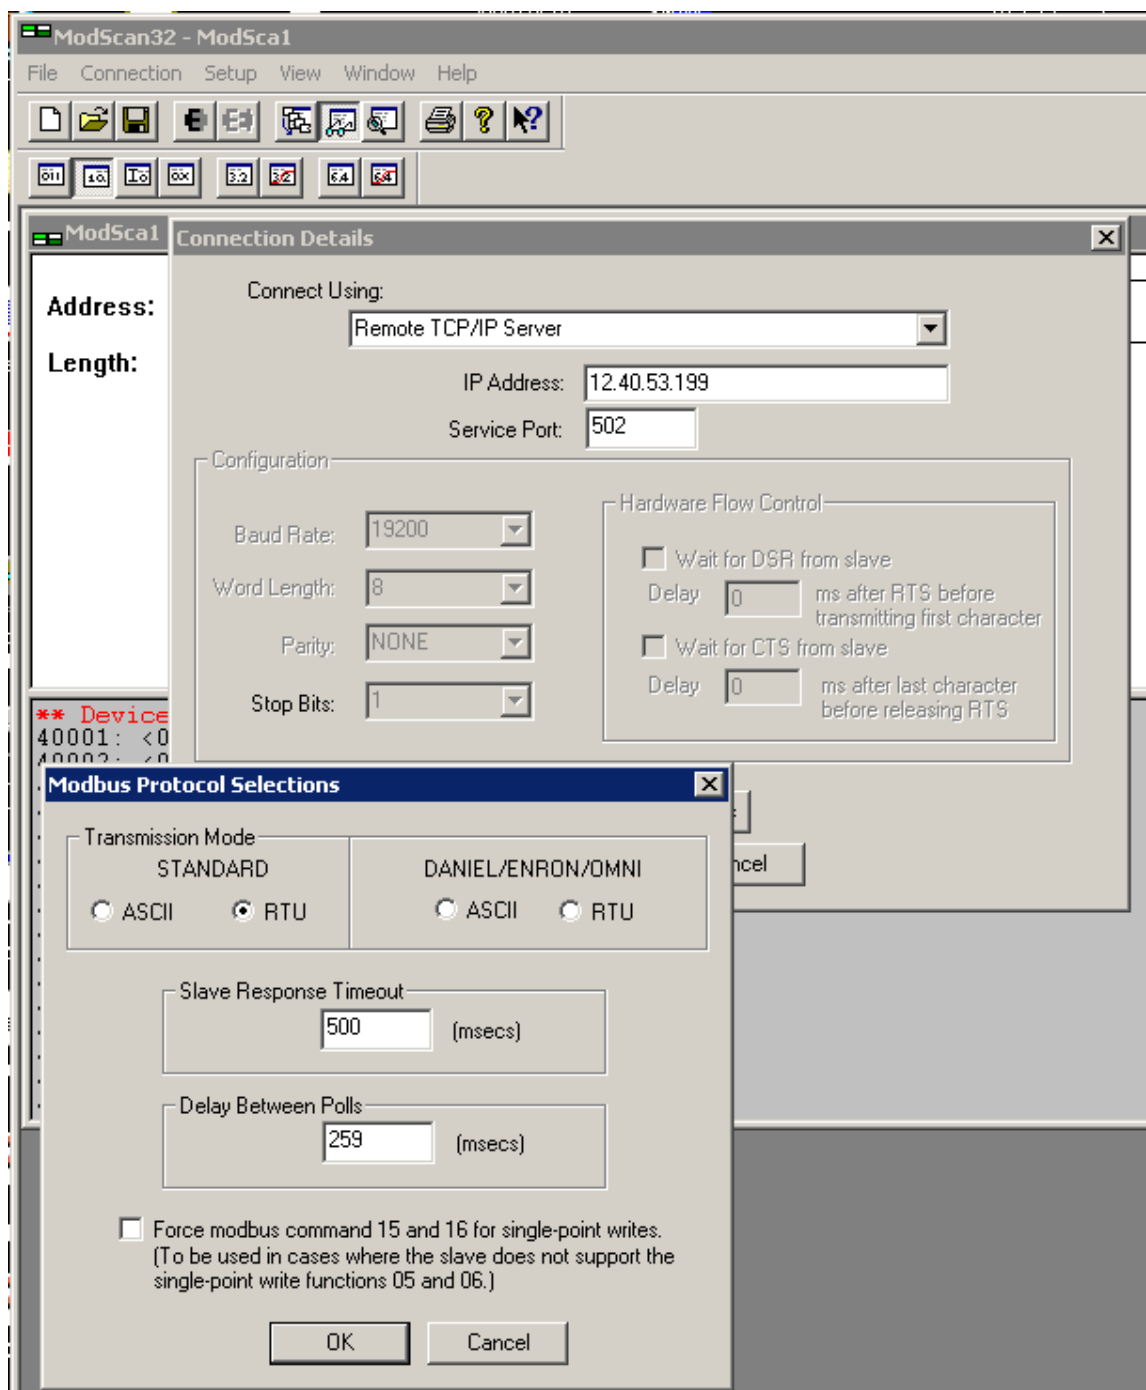 ModScan32 - ModSca1
File Connection Setup View Window Help
ModSca1
Connection Details
Address:
Length:
Connect Using:
Remote TCP/IP Server
IP Address: 12.40.53.199
Service Port: 502
Configuration
Baud Rate: 19200
Word Length: 8
Parity: NONE
Stop Bits: 1
Hardware Flow Control
Wait for DSR from slave
Delay 0 ms after RTS before
transmitting first character
Wait for CTS from slave
Delay 0 ms after last character
before releasing RTS
** Device
40001: <0
40002: <0
Modbus Protocol Selections
Transmission Mode
STANDARD DANIEL/ENRON/OMNI
ASCII RTU ASCII RTU
Slave Response Timeout
500 (msecs)
Delay Between Polls
259 (msecs)
Force modbus command 15 and 16 for single-point writes.
(To be used in cases where the slave does not support the
single-point write functions 05 and 06.)
OK Cancel
ncel